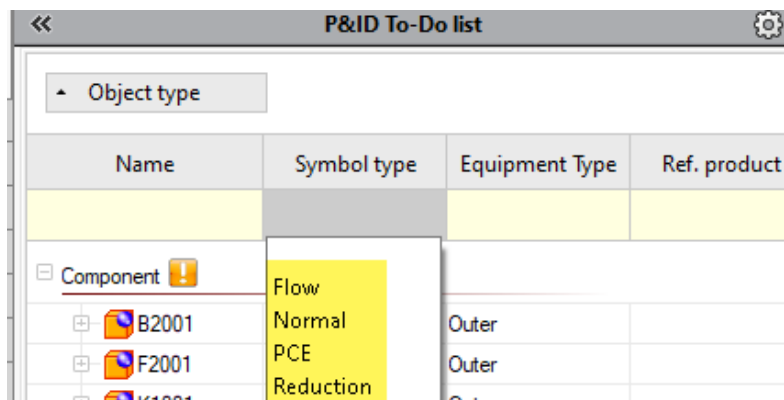 P&ID To-Do list
Object type
Name Symbol type Equipment Type Ref. product
Component
Flow
Normal
PCE
Reduction
B2001 Outer
F2001 Outer